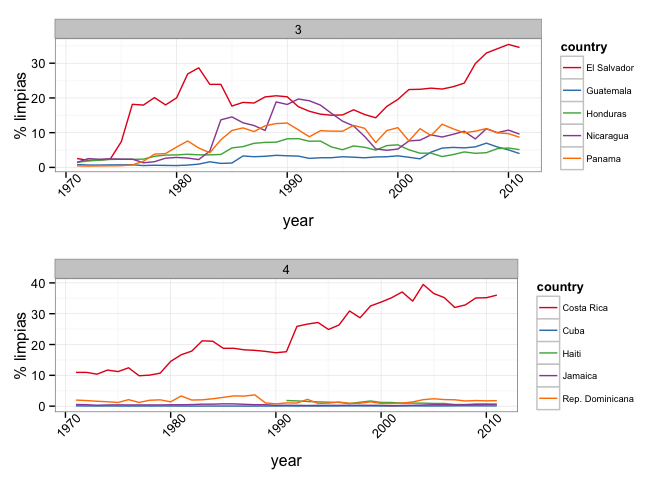 3
% limpias
30
20
10
0
1970
1980
1990
2000
2010
year
country
El Salvador
Guatemala
Honduras
Nicaragua
Panama
4
% limpias
40
30
20
10
0
1970
1980
1990
2000
2010
year
country
Costa Rica
Cuba
Haiti
Jamaica
Rep. Dominicana